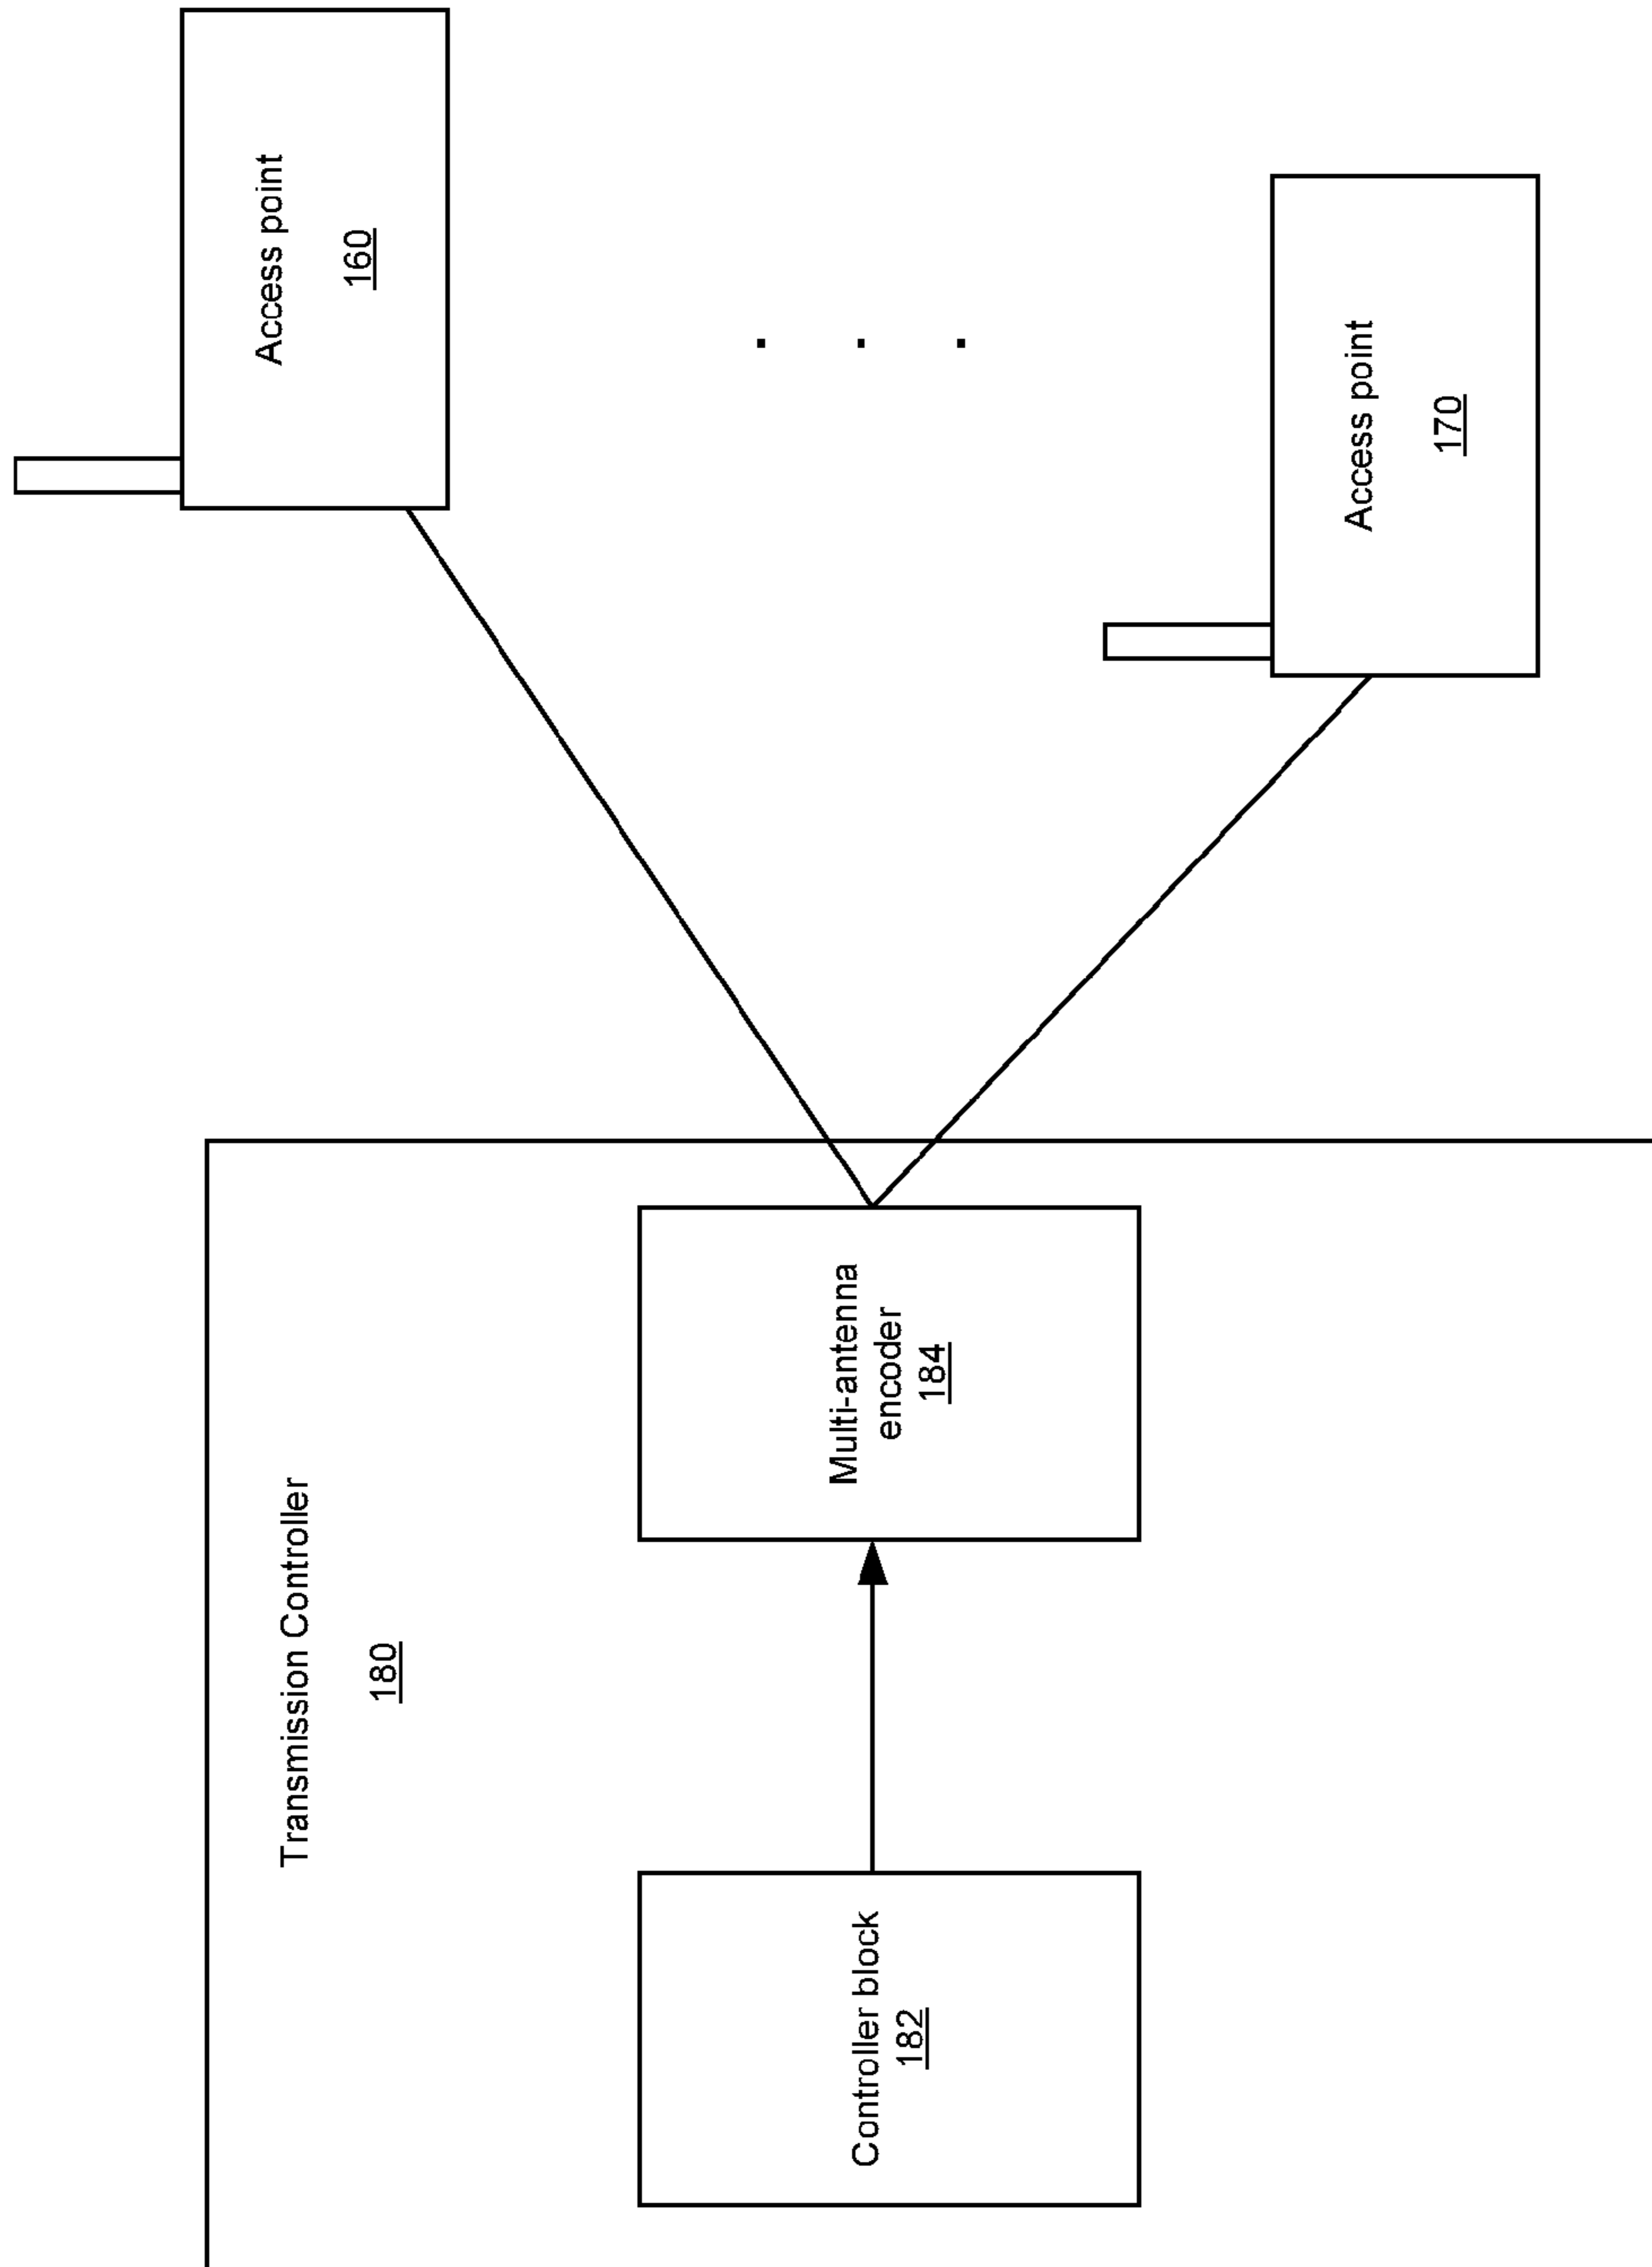 Transmission Controller
180
Controller block
182
Multi-antenna
encoder
184
Access point
160
. . .
Access point
170